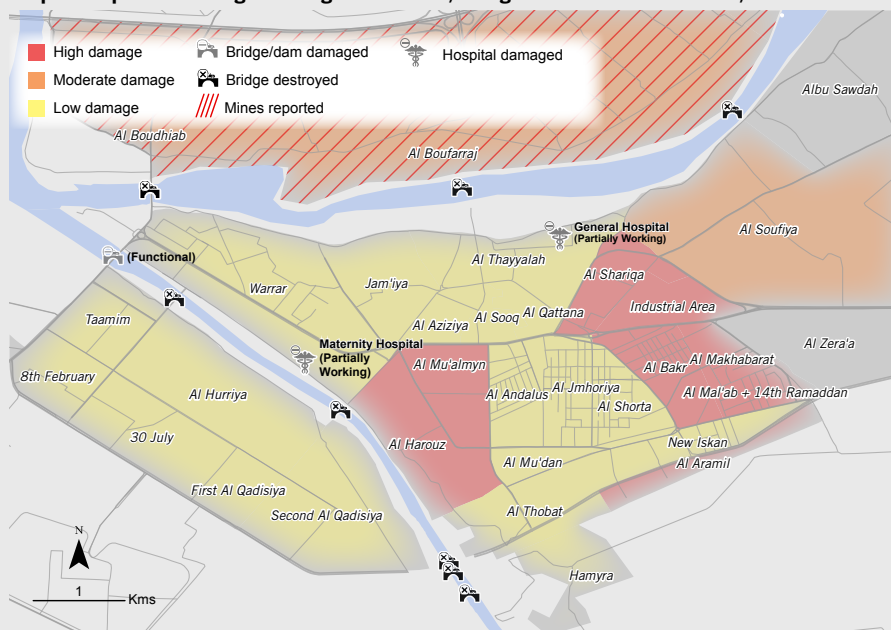 High damage
Moderate damage
Low damage
Bridge/dam damaged
Bridge destroyed
Mines reported
Hospital damaged
Albu Sawdah
Al Boudhiab
Al Boufarraj
General Hospital
(Partially Working)
Al Soufiya
(Functional)
Al Thayyalah
Al Shariqa
Warrar
Jam'iya
Industrial Area
Taamim
Al Aziziya
Al Sooq
Al Qattana
Maternity Hospital
(Partially
Working)
Al Zera'a
Al Mu'almyn
Al Bakr
Al Makhabarat
8th February
Al Hurriya
Al Andalus
Al Jmhoriya
Al Mal'ab + 14th Ramaddan
Al Shorta
30 July
Al Harouz
New Iskan
Al Mu'dan
Al Aramil
First Al Qadisiya
Second Al Qadisiya
Al Thobat
N
Hamyra
1
Kms